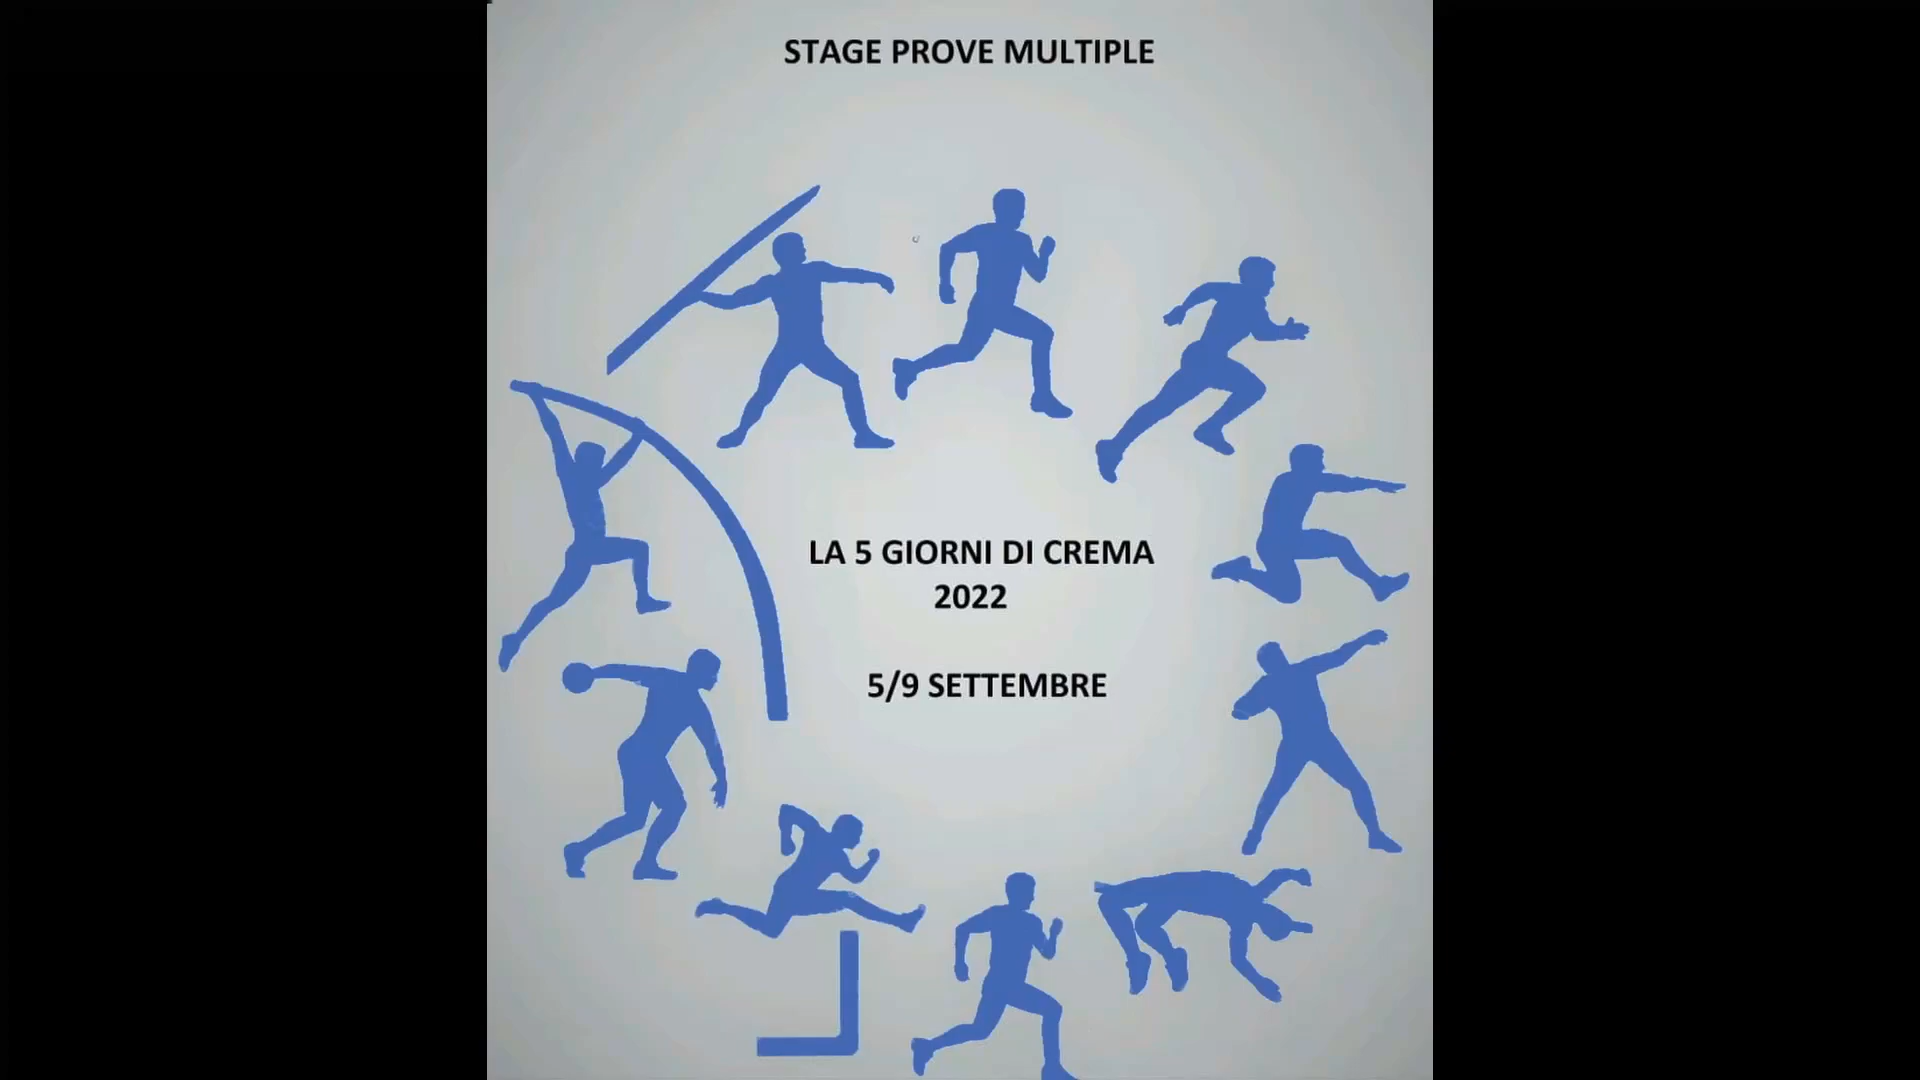 STAGE PROVE MULTIPLE
LA 5 GIORNI DI CREMA
2022
5/9 SETTEMBRE